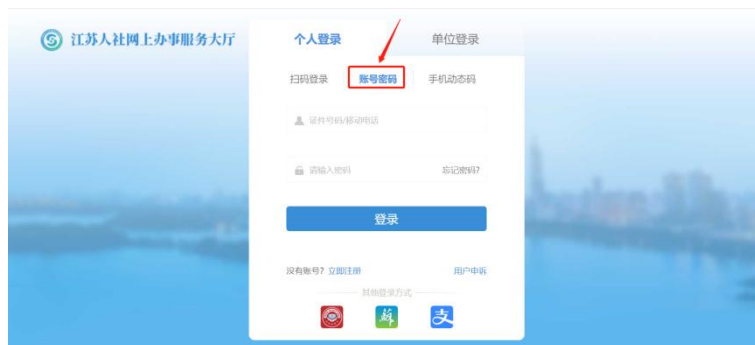 江苏人社网上办事服务大厅
个人登录 单位登录
扫码登录 账号密码 手机动态码
证件号码/移动电话
请输入密码 忘记密码?
登录
没有账号? 立即注册 用户申诉
其他登录方式
苏
支